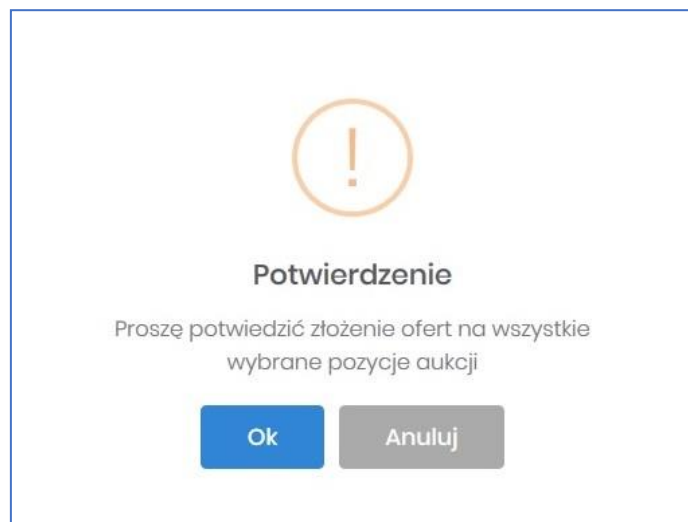 Potwierdzenie
Proszę potwiedzić złożenie ofert na wszystkie
wybrane pozycje aukcji
Ok
Anuluj